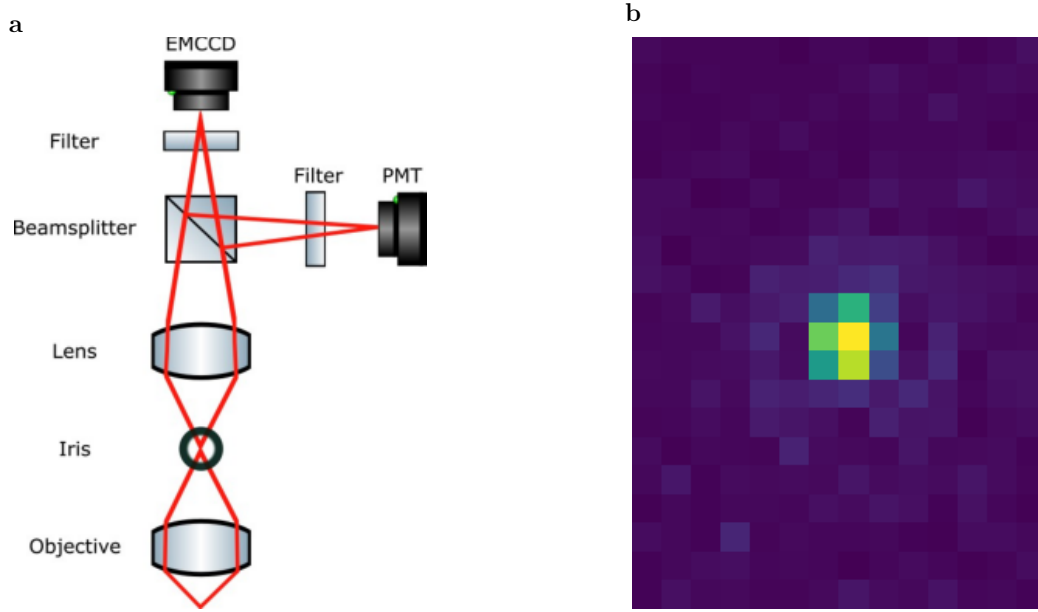 a
b
EMCCD
Filter
Filter
PMT
Beamsplitter
Lens
Iris
Objective